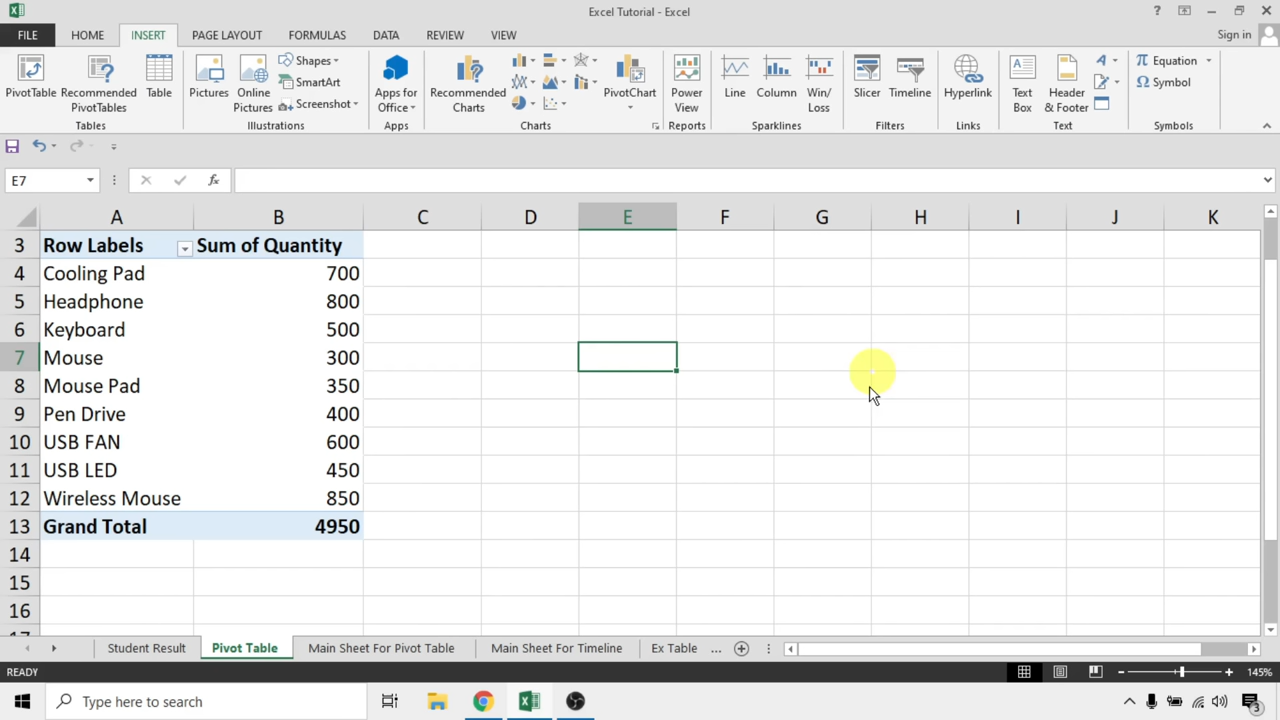 Excel Tutorial - Excel
Sign in
FILE HOME INSERT PAGE LAYOUT FORMULAS DATA REVIEW VIEW
PivotTable
Recommended PivotTables
Table
Tables
Pictures
Online Pictures
Shapes
SmartArt
Screenshot
Illustrations
Apps for Office
Apps
Recommended Charts
PivotChart
Charts
Power View
Reports
Line
Column
Win/ Loss
Sparklines
Slicer
Timeline
Filters
Hyperlink
Links
Text Box
Header & Footer
Text
Equation
Symbol
Symbols
E7
fx
A B C D E F G H I J K
3 Row Labels Sum of Quantity
4 Cooling Pad 700
5 Headphone 800
6 Keyboard 500
7 Mouse 300
8 Mouse Pad 350
9 Pen Drive 400
10 USB FAN 600
11 USB LED 450
12 Wireless Mouse 850
13 Grand Total 4950
14
15
16
17
Student Result Pivot Table Main Sheet For Pivot Table Main Sheet For Timeline Ex Table ...
READY 145%
Type here to search 3